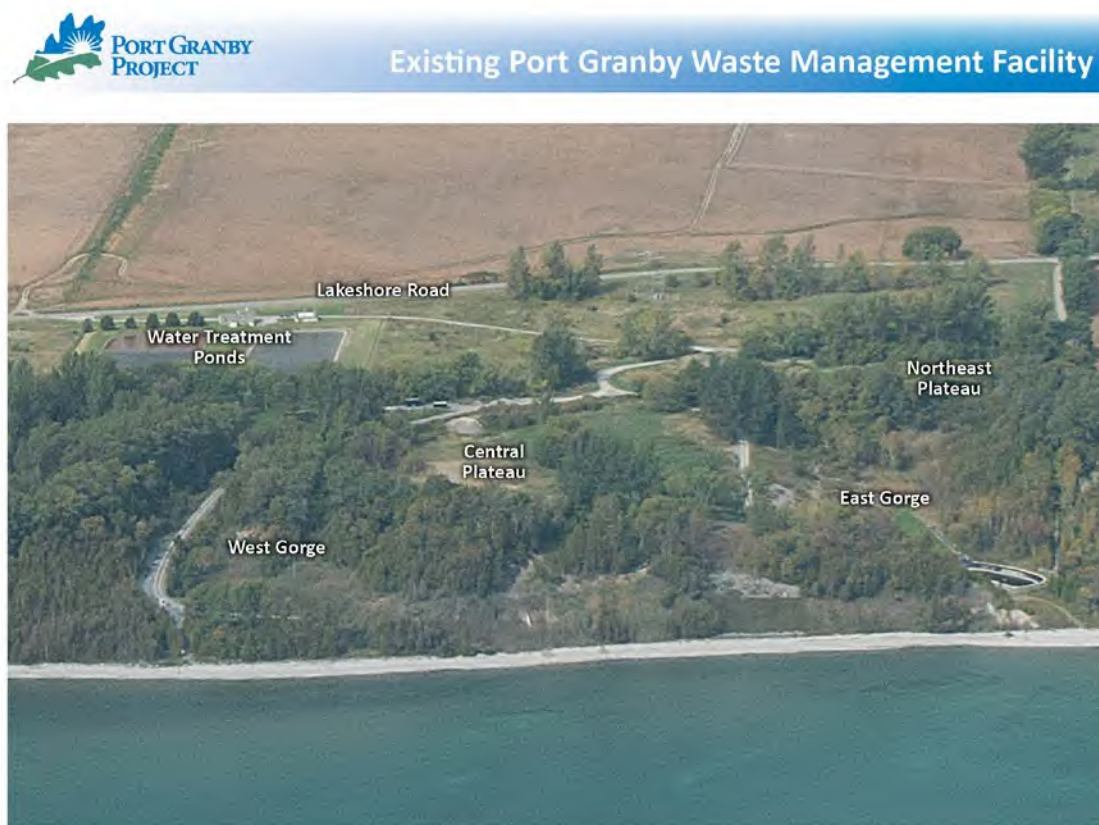 PORT GRANBY
PROJECT
Existing Port Granby Waste Management Facility
Lakeshore Road
Water Treatment
Ponds
Northeast
Plateau
Central
Plateau
East Gorge
West Gorge